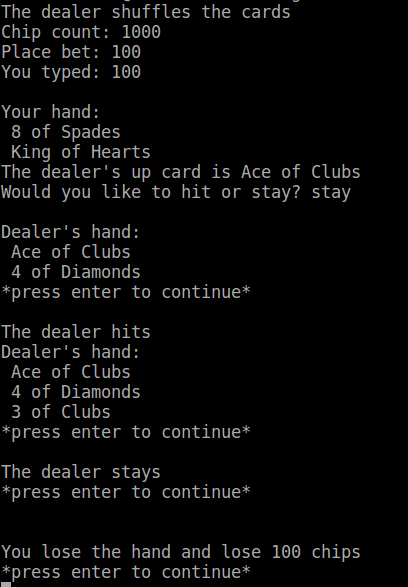 The dealer shuffles the cards
Chip count: 1000
Place bet: 100
You typed: 100
Your hand:
8 of Spades
King of Hearts
The dealer's up card is Ace of Clubs
Would you like to hit or stay? stay
Dealer's hand:
Ace of Clubs
4 of Diamonds
*press enter to continue*
The dealer hits
Dealer's hand:
Ace of Clubs
4 of Diamonds
3 of Clubs
*press enter to continue*
The dealer stays
*press enter to continue*
You lose the hand and lose 100 chips
*press enter to continue*